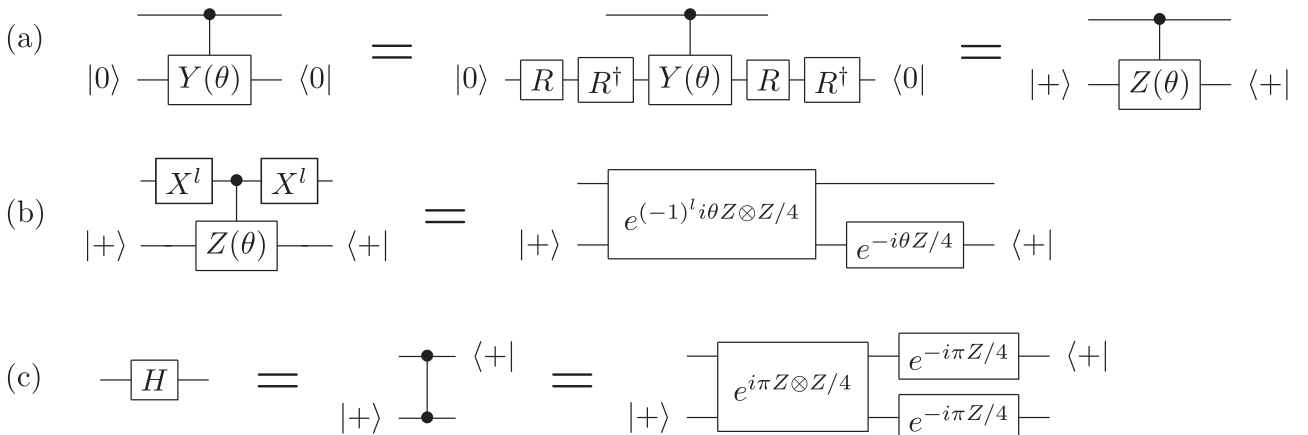 (a) |0⟩ Y(θ) ⟨0| = |0⟩ R R† Y(θ) R R† ⟨0| = |+⟩ Z(θ) ⟨+|
(b) X^l X^l |+⟩ Z(θ) ⟨+| = e^{(-1)^l iθZ⊗Z/4} |+⟩ e^{-iθZ/4} ⟨+|
(c) H = ⟨+| |+⟩ = e^{iπZ⊗Z/4} e^{-iπZ/4} ⟨+| |+⟩ e^{-iπZ/4}